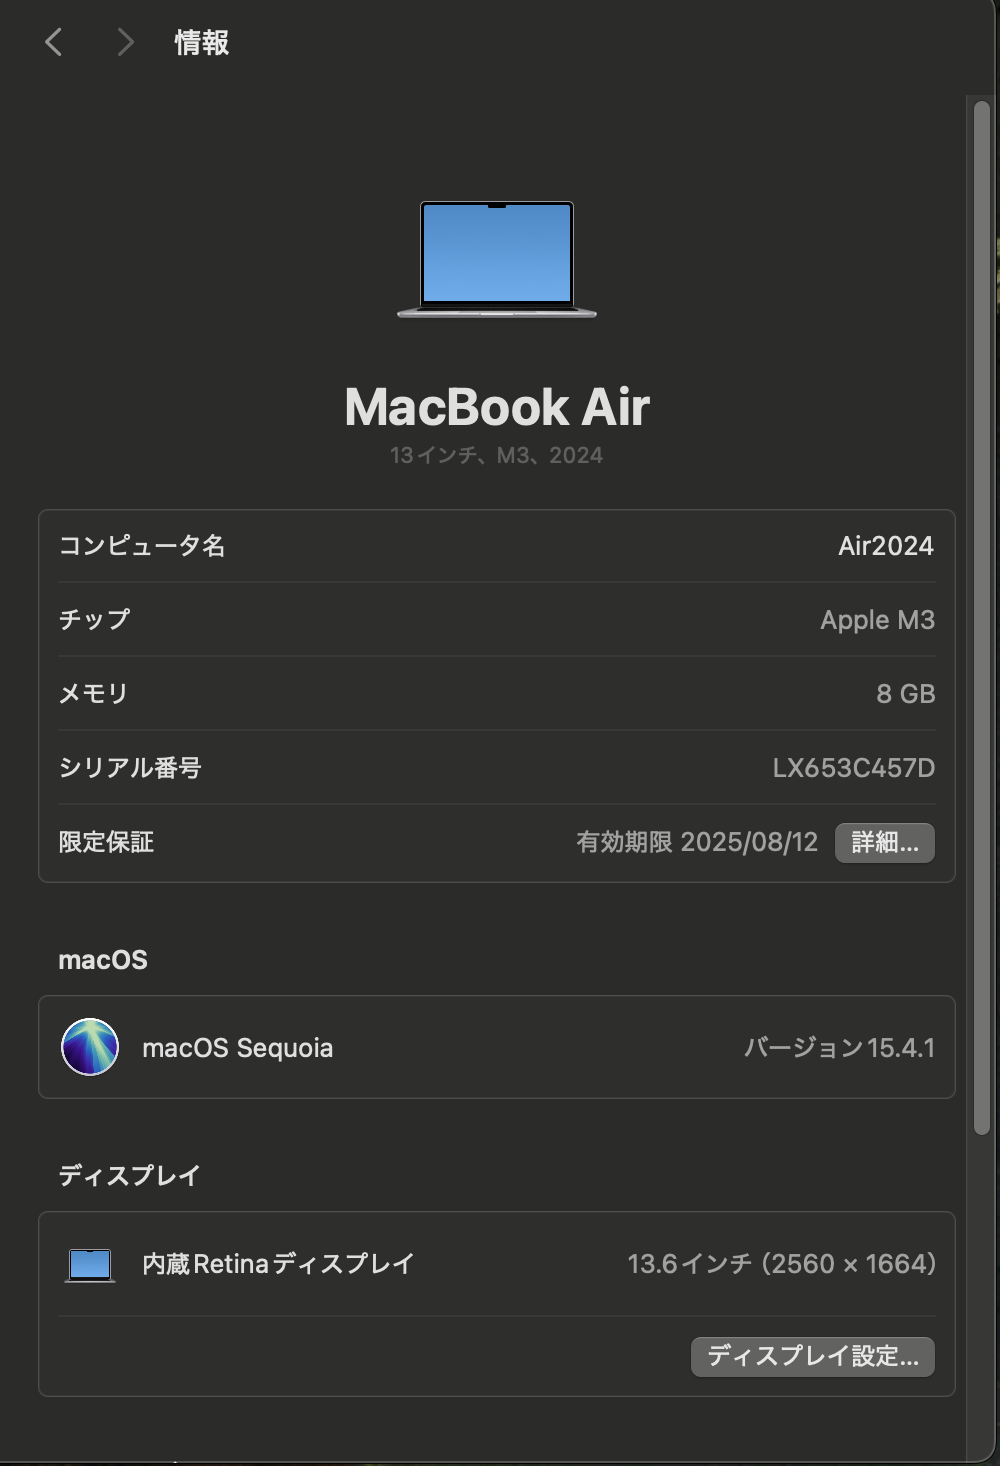 情報
MacBook Air
13インチ、M3、2024
コンピュータ名 Air2024
チップ Apple M3
メモリ 8 GB
シリアル番号 LX653C457D
限定保証 有効期限 2025/08/12 詳細...
macOS
macOS Sequoia バージョン15.4.1
ディスプレイ
内蔵Retinaディスプレイ 13.6インチ（2560 × 1664）
ディスプレイ設定...